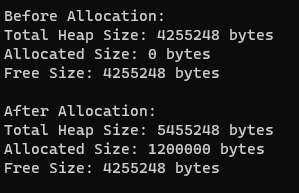 Before Allocation:
Total Heap Size: 4255248 bytes
Allocated Size: 0 bytes
Free Size: 4255248 bytes

After Allocation:
Total Heap Size: 5455248 bytes
Allocated Size: 1200000 bytes
Free Size: 4255248 bytes